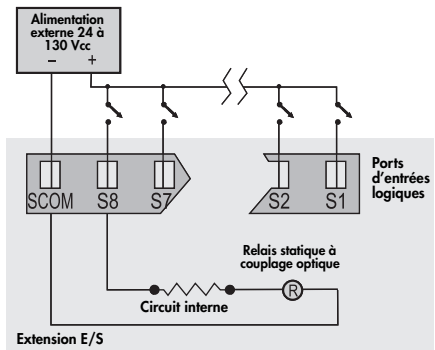 Alimentation
externe 24 à
130 Vcc
– +
SCOM S8 S7 S2 S1
Ports
d'entrées
logiques
Relais statique à
couplage optique
R
Circuit interne
Extension E/S